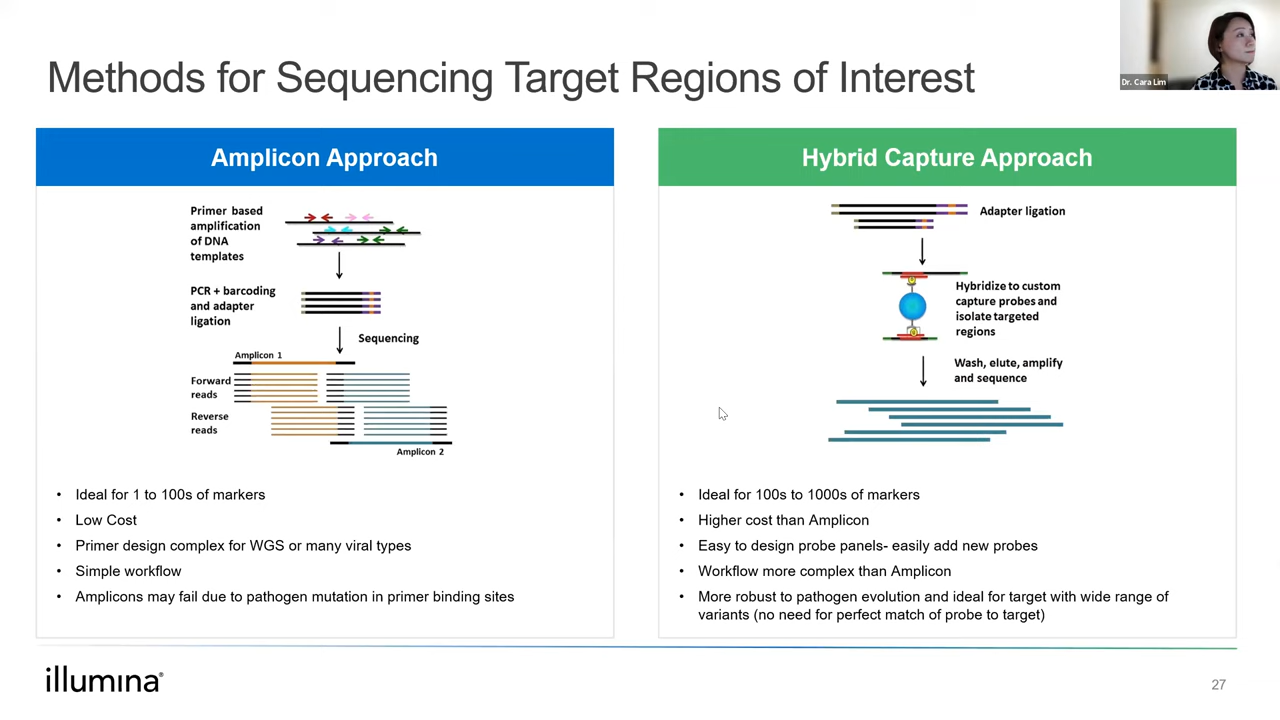 Dr. Cara Lim
Methods for Sequencing Target Regions of Interest
Amplicon Approach
Primer based
amplification
of DNA
templates
PCR + barcoding
and adapter
ligation
Sequencing
Amplicon 1
Forward
reads
Reverse
reads
Amplicon 2
• Ideal for 1 to 100s of markers
• Low Cost
• Primer design complex for WGS or many viral types
• Simple workflow
• Amplicons may fail due to pathogen mutation in primer binding sites
Hybrid Capture Approach
Adapter ligation
Hybridize to custom
capture probes and
isolate targeted
regions
Wash, elute, amplify
and sequence
• Ideal for 100s to 1000s of markers
• Higher cost than Amplicon
• Easy to design probe panels- easily add new probes
• Workflow more complex than Amplicon
• More robust to pathogen evolution and ideal for target with wide range of
variants (no need for perfect match of probe to target)
illumina®
27